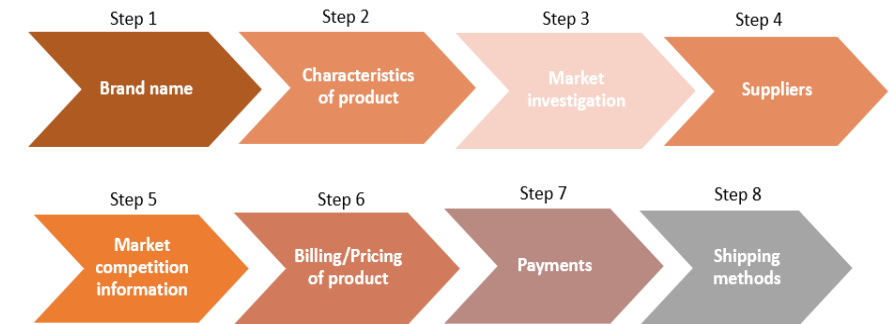 Step 1
Step 2
Step 3
Step 4
Brand name
Characteristics
of product
Market
investigation
Suppliers
Step 5
Step 6
Step 7
Step 8
Market
competition
information
Billing/Pricing
of product
Payments
Shipping
methods